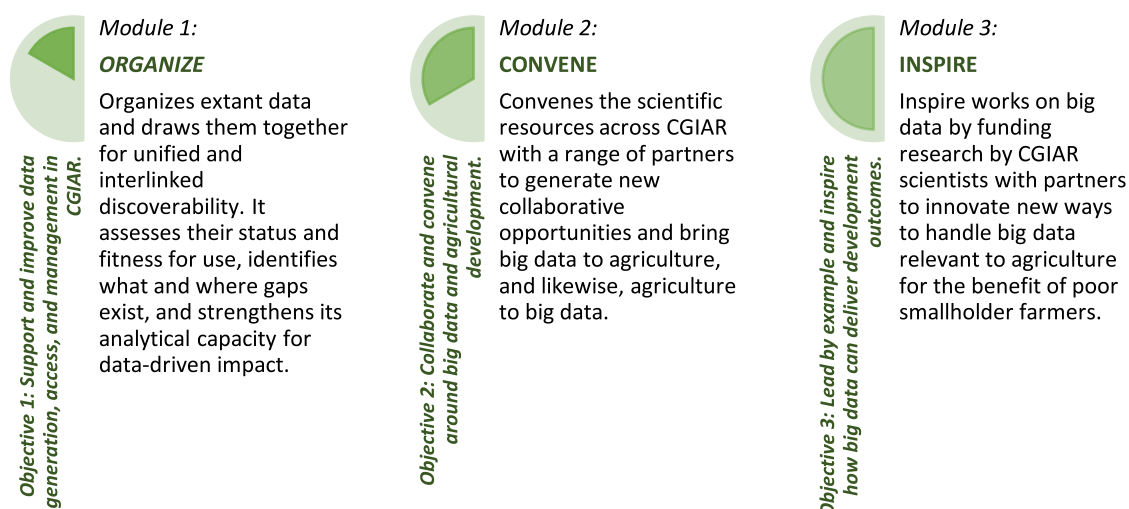 Module 1:
ORGANIZE
Organizes extant data
and draws them together
for unified and
interlinked
discoverability. It
assesses their status and
fitness for use, identifies
what and where gaps
exist, and strengthens its
analytical capacity for
data-driven impact.
Objective 1: Support and improve data
generation, access, and management in
CGIAR.
Module 2:
CONVENE
Convenes the scientific
resources across CGIAR
with a range of partners
to generate new
collaborative
opportunities and bring
big data to agriculture,
and likewise, agriculture
to big data.
Objective 2: Collaborate and convene
around big data and agricultural
development.
Module 3:
INSPIRE
Inspire works on big
data by funding
research by CGIAR
scientists with partners
to innovate new ways
to handle big data
relevant to agriculture
for the benefit of poor
smallholder farmers.
Objective 3: Lead by example and inspire
how big data can deliver development
outcomes.